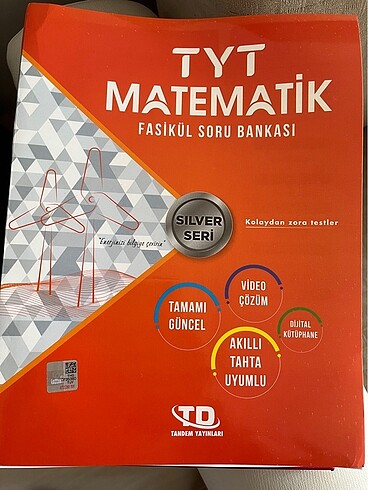 TYT
MATEMATİK
FASİKÜL SORU BANKASI
SILVER
SERİ
Kolaydan zora testler
"Enerjinizi bilgiye çevirin"
VİDEO
ÇÖZÜM
TAMAMI
GÜNCEL
DİJİTAL
KÜTÜPHANE
AKILLI
TAHTA
UYUMLU
TD
TANDEM YAYINLARI